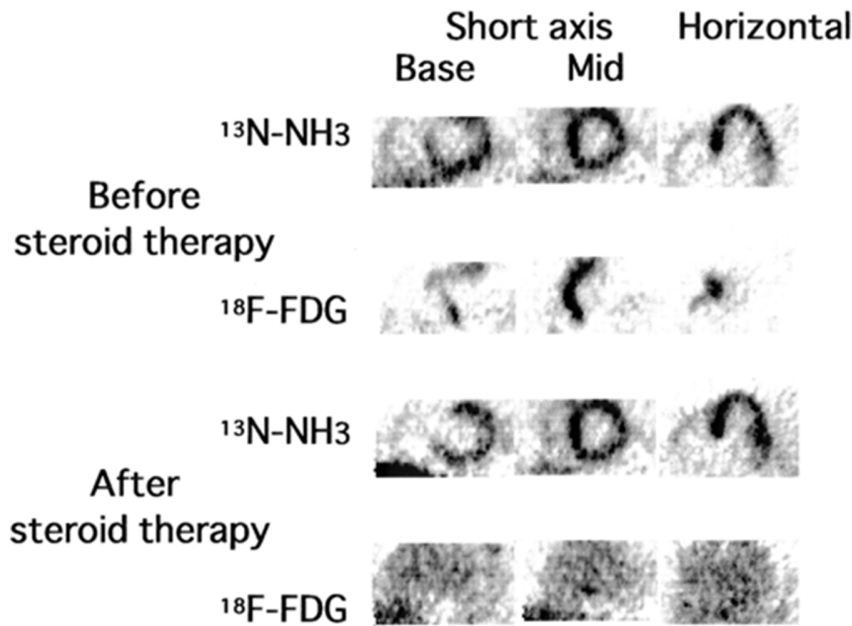 Short axis Horizontal
Base Mid
¹³N-NH3
Before
steroid therapy
¹⁸F-FDG
¹³N-NH3
After
steroid therapy
¹⁸F-FDG